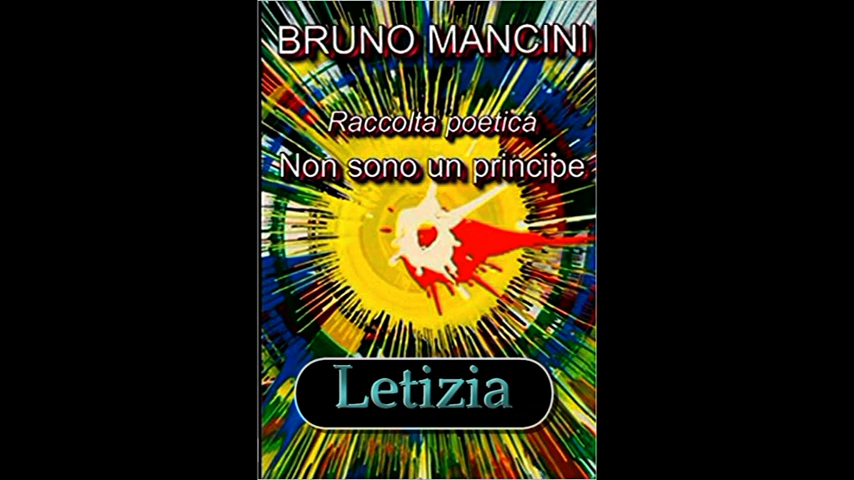 BRUNO MANCINI
Raccolta poetica
Non sono un principe
Letizia